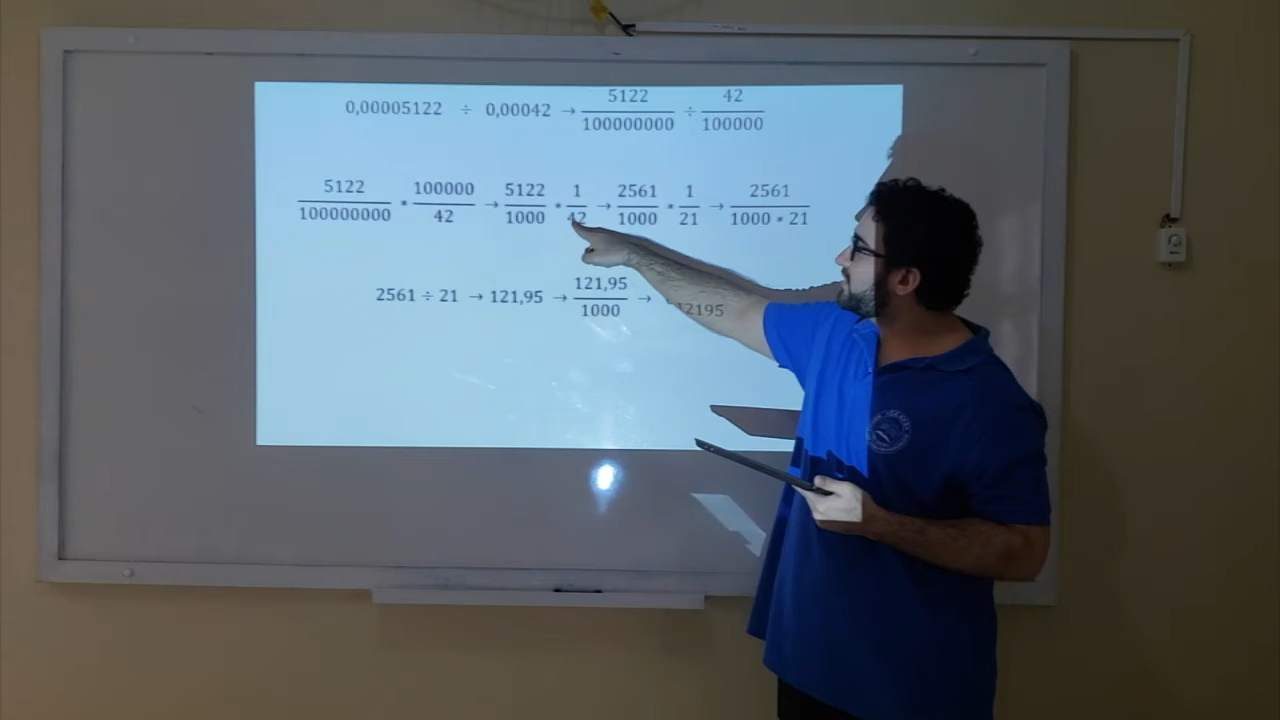 0,00005122 ÷ 0,00042 → 5122/100000000 ÷ 42/100000
5122/100000000 * 100000/42 → 5122/1000 * 1/42 → 2561/1000 * 1/21 → 2561/1000 * 21
2561 ÷ 21 → 121,95 → 121,95/1000 → 2195